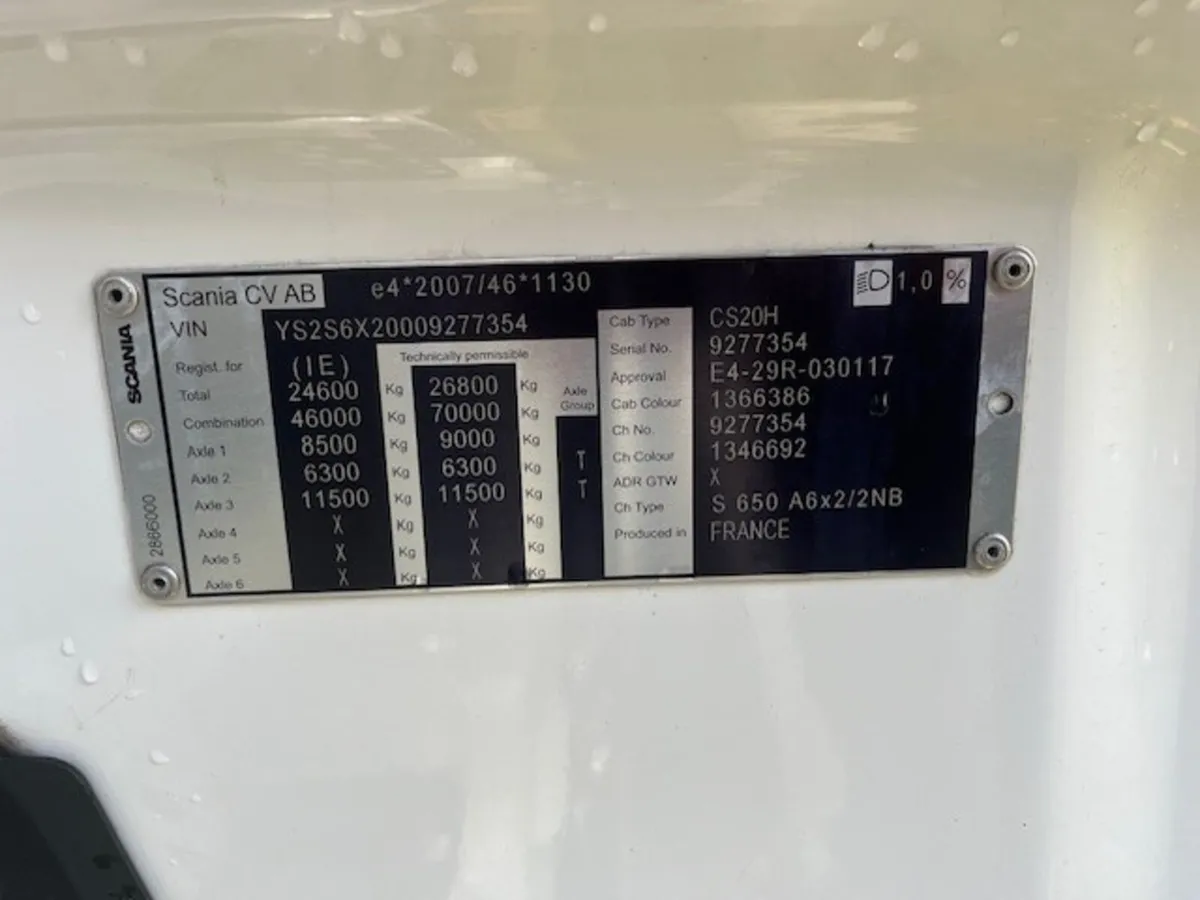 Scania CV AB e4*2007/46*1130 1,0 %
VIN YS2S6X20009277354
Regist. for (IE) Technically permissible
Total 24600 Kg 26800 Kg Axle Group
Combination 46000 Kg 70000 Kg
Axle 1 8500 Kg 9000 Kg
Axle 2 6300 Kg 6300 Kg T
Axle 3 11500 Kg 11500 Kg T
Axle 4 X Kg X Kg
Axle 5 X Kg X Kg
Axle 6 X Kg X Kg
Cab Type CS20H
Serial No. 9277354
Approval E4-29R-030117
Cab Colour 1366386
Ch No. 9277354
Ch Colour 1346692
ADR GTW X
Ch Type S 650 A6x2/2NB
Produced in FRANCE
SCANIA
2866000